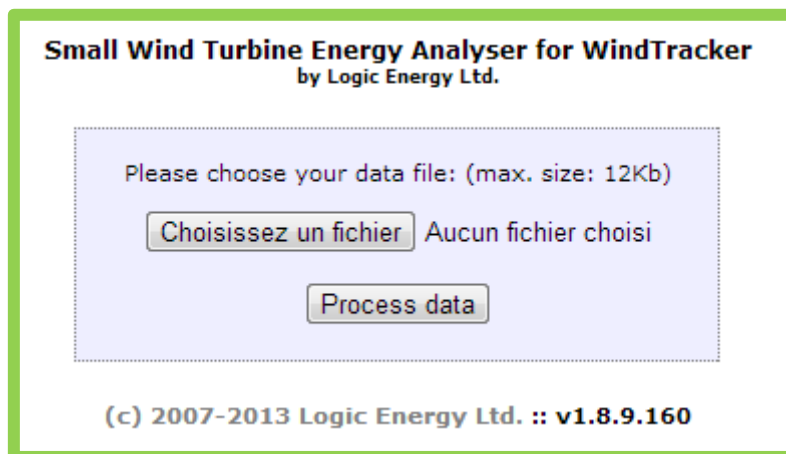 Small Wind Turbine Energy Analyser for WindTracker
by Logic Energy Ltd.
Please choose your data file: (max. size: 12Kb)
Choisissez un fichier Aucun fichier choisi
Process data
(c) 2007-2013 Logic Energy Ltd. :: v1.8.9.160